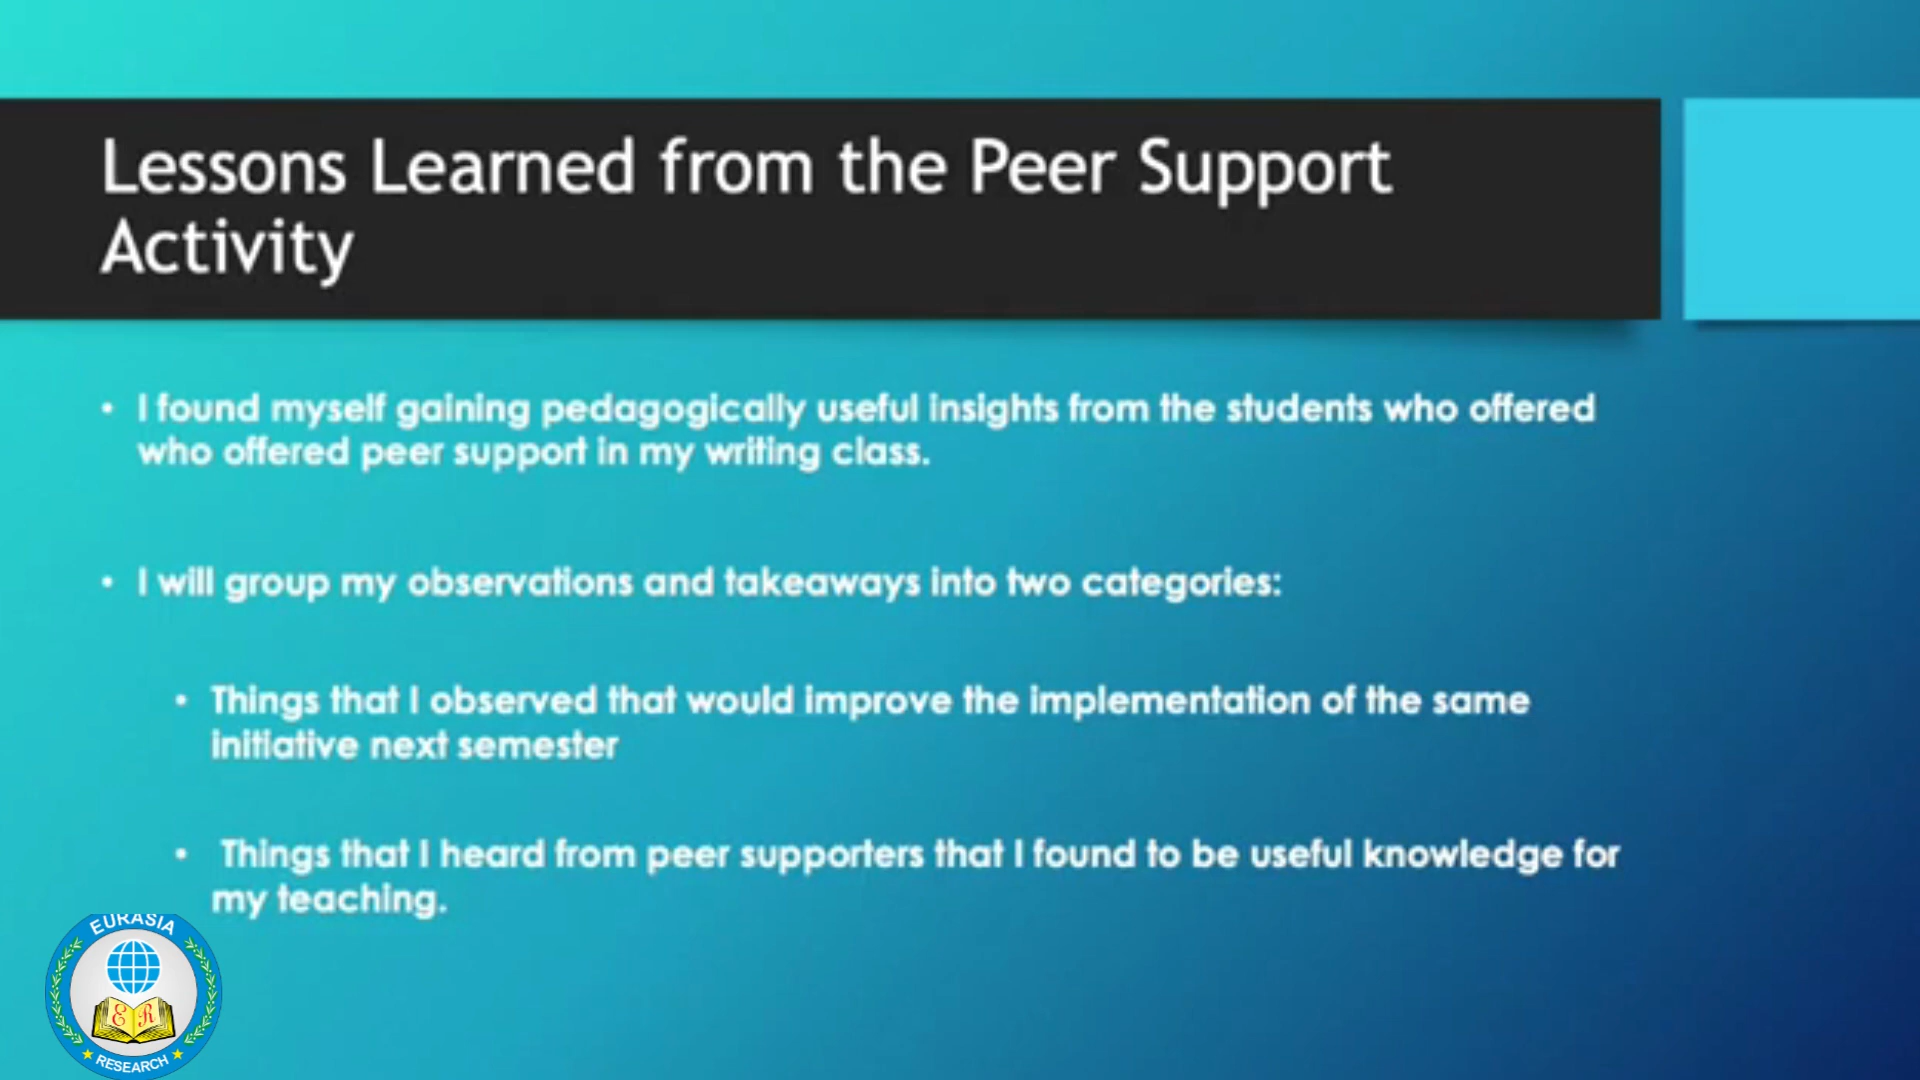 Lessons Learned from the Peer Support
Activity
• I found myself gaining pedagogically useful insights from the students who offered
who offered peer support in my writing class.
• I will group my observations and takeaways into two categories:
• Things that I observed that would improve the implementation of the same
initiative next semester
• Things that I heard from peer supporters that I found to be useful knowledge for
my teaching.
EURASIA
ER
RESEARCH